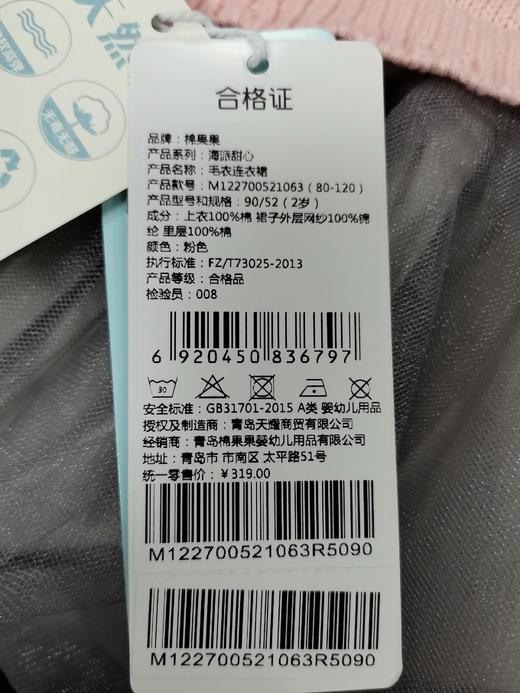 天然
无毒无害
合格证
品牌：棉果果
产品系列：海派甜心
产品名称：毛衣连衣裙
产品款号：M122700521063（80-120）
产品型号和规格：90/52（2岁）
成分：上衣100%棉 裙子外层网纱100%锦
纶 里层100%棉
颜色：粉色
执行标准：FZ/T73025-2013
产品等级：合格品
检验员：008
6 920450 836797
30
安全标准：GB31701-2015 A类 婴幼儿用品
授权及制造商：青岛天耀商贸有限公司
经销商：青岛棉果果婴幼儿用品有限公司
地址：青岛市 市南区 太平路51号
统一零售价：￥319.00
M122700521063R5090
M122700521063R5090